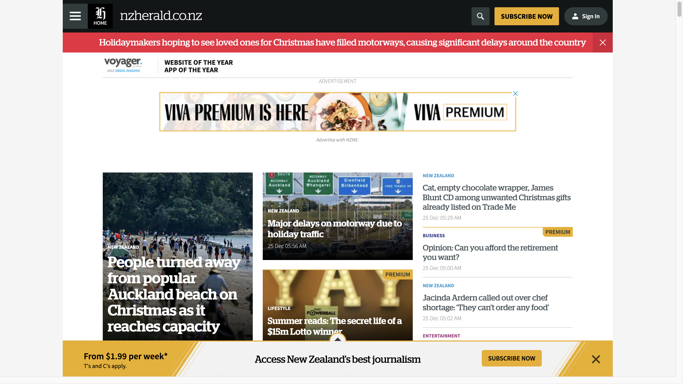 HOME
nzherald.co.nz
SUBSCRIBE NOW
Sign In
Holidaymakers hoping to see loved ones for Christmas have filled motorways, causing significant delays around the country
voyager.
WEBSITE OF THE YEAR
APP OF THE YEAR
ADVERTISEMENT
VIVA PREMIUM IS HERE
VIVA PREMIUM
Advertise with NZME.
NEW ZEALAND
People turned away
from popular
Auckland beach on
Christmas as it
reaches capacity
NEW ZEALAND
Major delays on motorway due to
holiday traffic
25 Dec 05:56 AM
PREMIUM
YAY
POWERBALL
LIFESTYLE
Summer reads: The secret life of a
$15m Lotto winner
NEW ZEALAND
Cat, empty chocolate wrapper, James
Blunt CD among unwanted Christmas gifts
already listed on Trade Me
25 Dec 05:29 AM
PREMIUM
BUSINESS
Opinion: Can you afford the retirement
you want?
25 Dec 05:00 AM
NEW ZEALAND
Jacinda Ardern called out over chef
shortage: 'They can't order any food'
25 Dec 05:02 AM
ENTERTAINMENT
From $1.99 per week*
T's and C's apply.
Access New Zealand's best journalism
SUBSCRIBE NOW